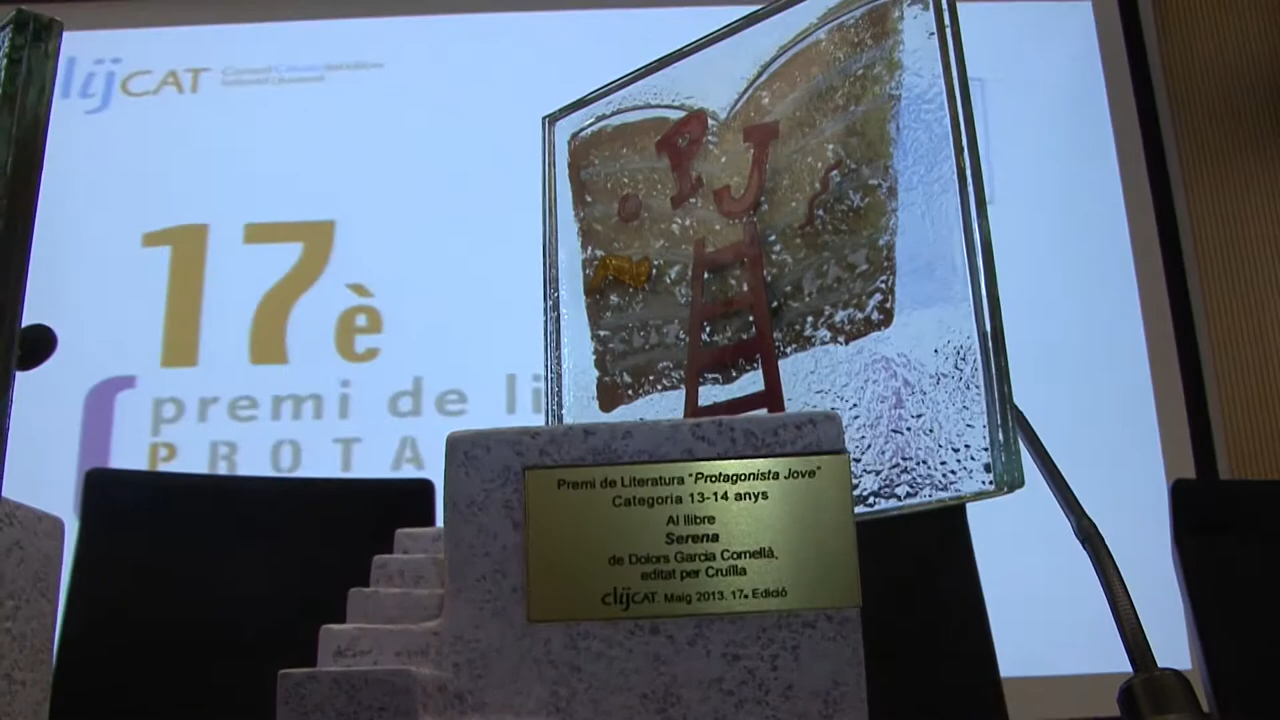 clijCAT
17è
premi de li
PROTA
PJ
Premi de Literatura "Protagonista Jove"
Categoria 13-14 anys
Al llibre
Serena
de Dolors Garcia Cornellà,
editat per Cruïlla
clijCAT. Maig 2013. 17a Edició